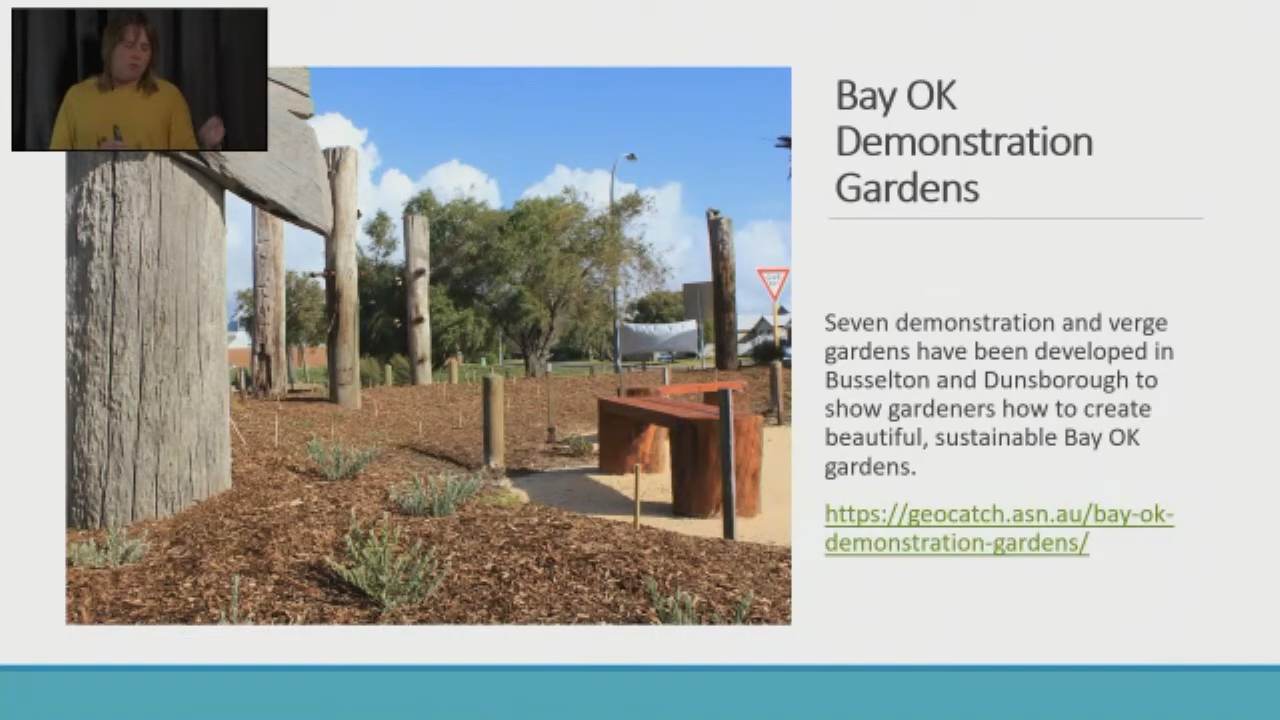 Bay OK
Demonstration
Gardens
Seven demonstration and verge
gardens have been developed in
Busselton and Dunsborough to
show gardeners how to create
beautiful, sustainable Bay OK
gardens.
https://geocatch.asn.au/bay-ok-
demonstration-gardens/